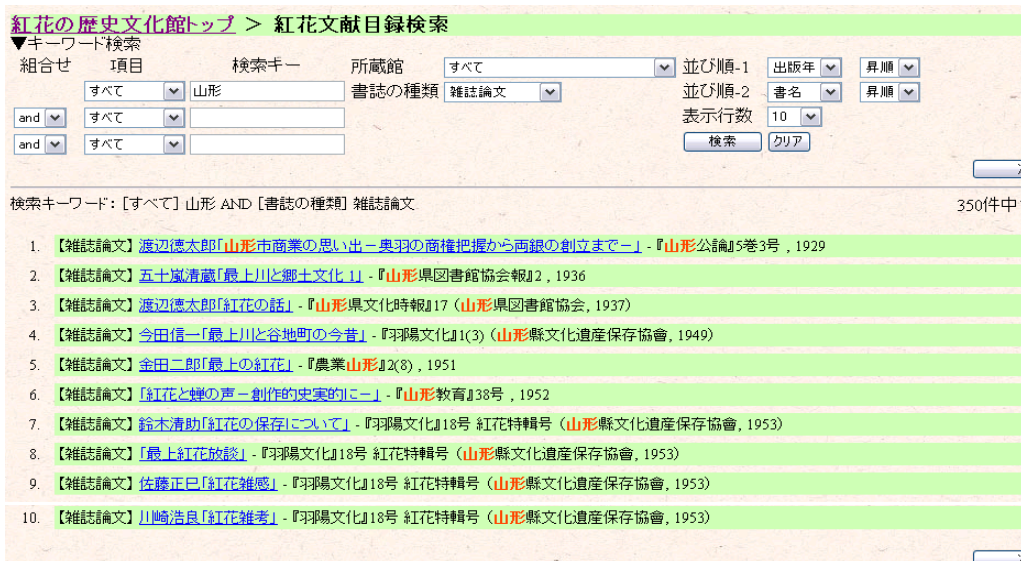 紅花の歴史文化館トップ > 紅花文献目録検索
▼キーワード検索
組合せ 項目 検索キー 所蔵館 すべて 並び順-1 出版年 昇順
すべて 山形 書誌の種類 雑誌論文 並び順-2 書名 昇順
and すべて 表示行数 10
and すべて 検索 クリア
検索キーワード: [すべて] 山形 AND [書誌の種類] 雑誌論文 350件中
1. 【雑誌論文】 渡辺徳太郎「山形市商業の思い出－奥羽の商権把握から両銀の創立まで－」 - 『山形公論』5巻3号 , 1929
2. 【雑誌論文】 五十嵐清蔵「最上川と郷土文化 1」 - 『山形県図書館協会報』2 , 1936
3. 【雑誌論文】 渡辺徳太郎「紅花の話」 - 『山形県文化時報』17 (山形県図書館協会, 1937)
4. 【雑誌論文】 今田信一「最上川と谷地町の今昔」 - 『羽陽文化』1(3) (山形縣文化遺産保存協會, 1949)
5. 【雑誌論文】 金田二郎「最上の紅花」 - 『農業山形』2(8) , 1951
6. 【雑誌論文】 「紅花と蝉の声－創作的史実的に－」 - 『山形教育』38号 , 1952
7. 【雑誌論文】 鈴木清助「紅花の保存について」 - 『羽陽文化』18号 紅花特輯号 (山形縣文化遺産保存協會, 1953)
8. 【雑誌論文】 「最上紅花放談」 - 『羽陽文化』18号 紅花特輯号 (山形縣文化遺産保存協會, 1953)
9. 【雑誌論文】 佐藤正巳「紅花雑感」 - 『羽陽文化』18号 紅花特輯号 (山形縣文化遺産保存協會, 1953)
10. 【雑誌論文】 川崎浩良「紅花雑考」 - 『羽陽文化』18号 紅花特輯号 (山形縣文化遺産保存協會, 1953)